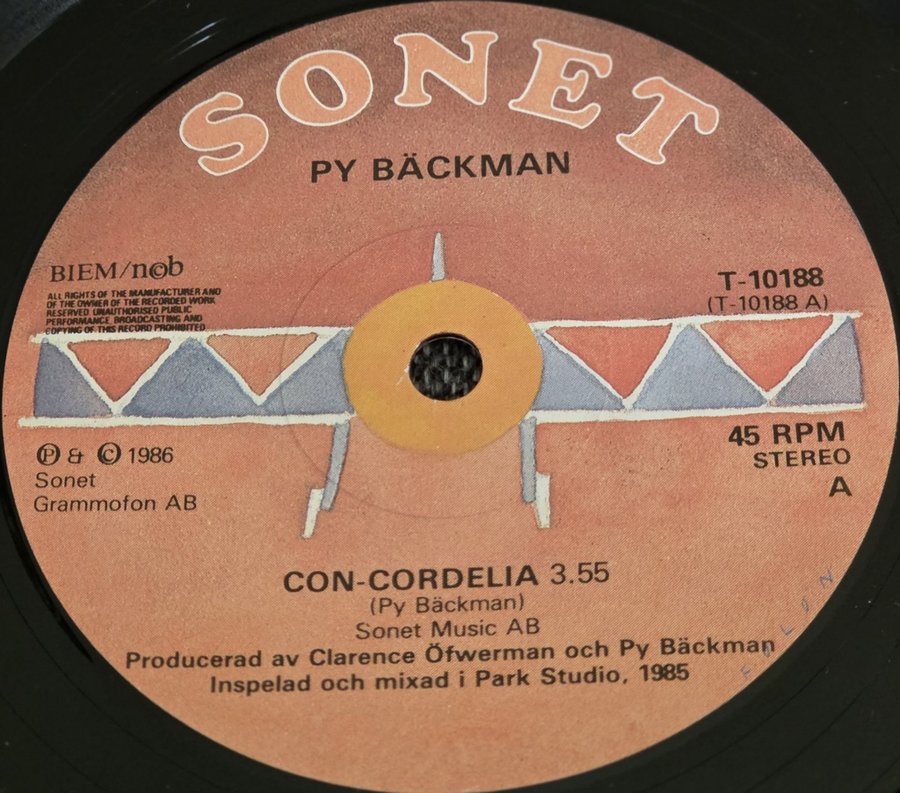 SONET
PY BÄCKMAN
BIEM/n©b
ALL RIGHTS OF THE MANUFACTURER AND
OF THE OWNER OF THE RECORDED WORK
RESERVED UNAUTHORISED PUBLIC
PERFORMANCE BROADCASTING AND
COPYING OF THIS RECORD PROHIBITED
T-10188
(T-10188 A)
℗ & © 1986
Sonet
Grammofon AB
45 RPM
STEREO
A
CON-CORDELIA 3.55
(Py Bäckman)
Sonet Music AB
Producerad av Clarence Öfwerman och Py Bäckman
Inspelad och mixad i Park Studio, 1985
FOLON